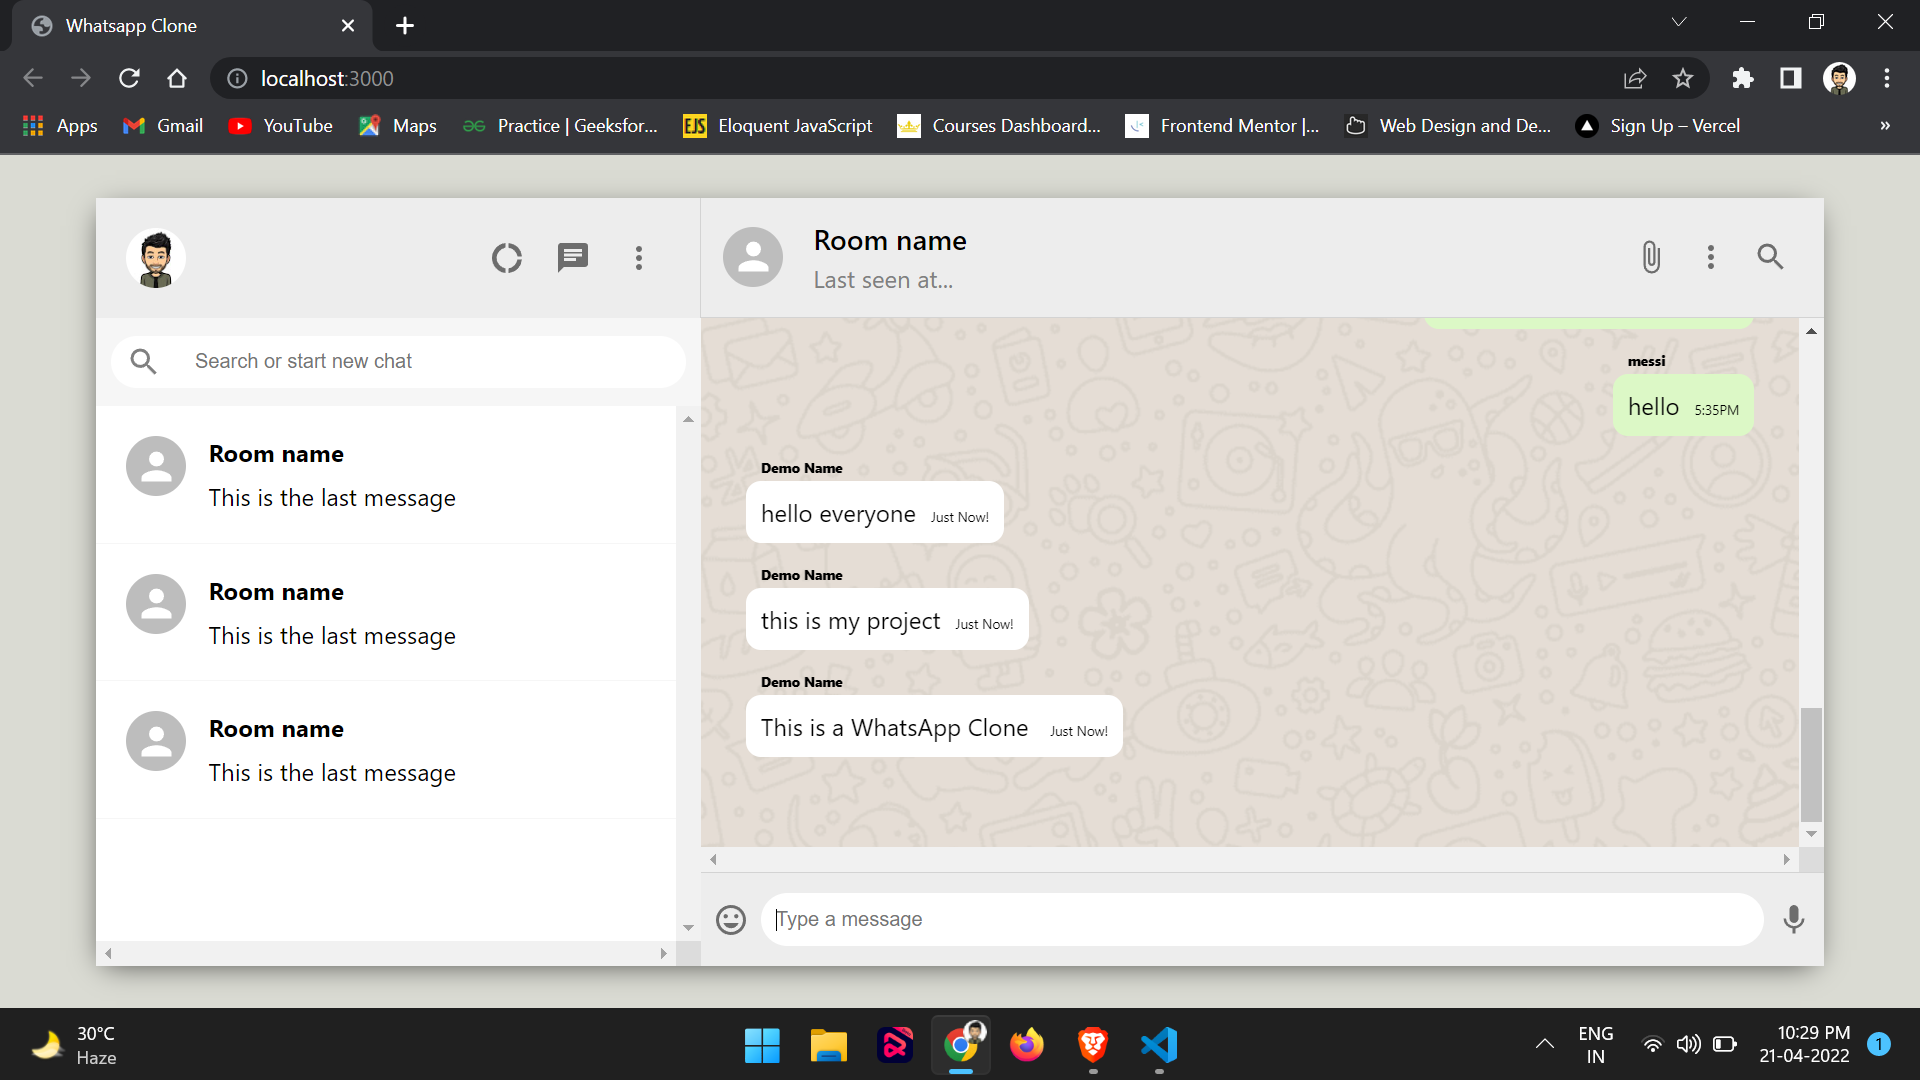 Whatsapp Clone
localhost:3000
Apps
Gmail
YouTube
Maps
Practice | Geeksfor...
EJS
Eloquent JavaScript
Courses Dashboard...
Frontend Mentor |...
Web Design and De...
Sign Up – Vercel
»
Room name
Last seen at...
Search or start new chat
Room name
This is the last message
Room name
This is the last message
Room name
This is the last message
messi
hello 5:35PM
Demo Name
hello everyone Just Now!
Demo Name
this is my project Just Now!
Demo Name
This is a WhatsApp Clone Just Now!
Type a message
30°C
Haze
ENG
IN
10:29 PM
21-04-2022
1